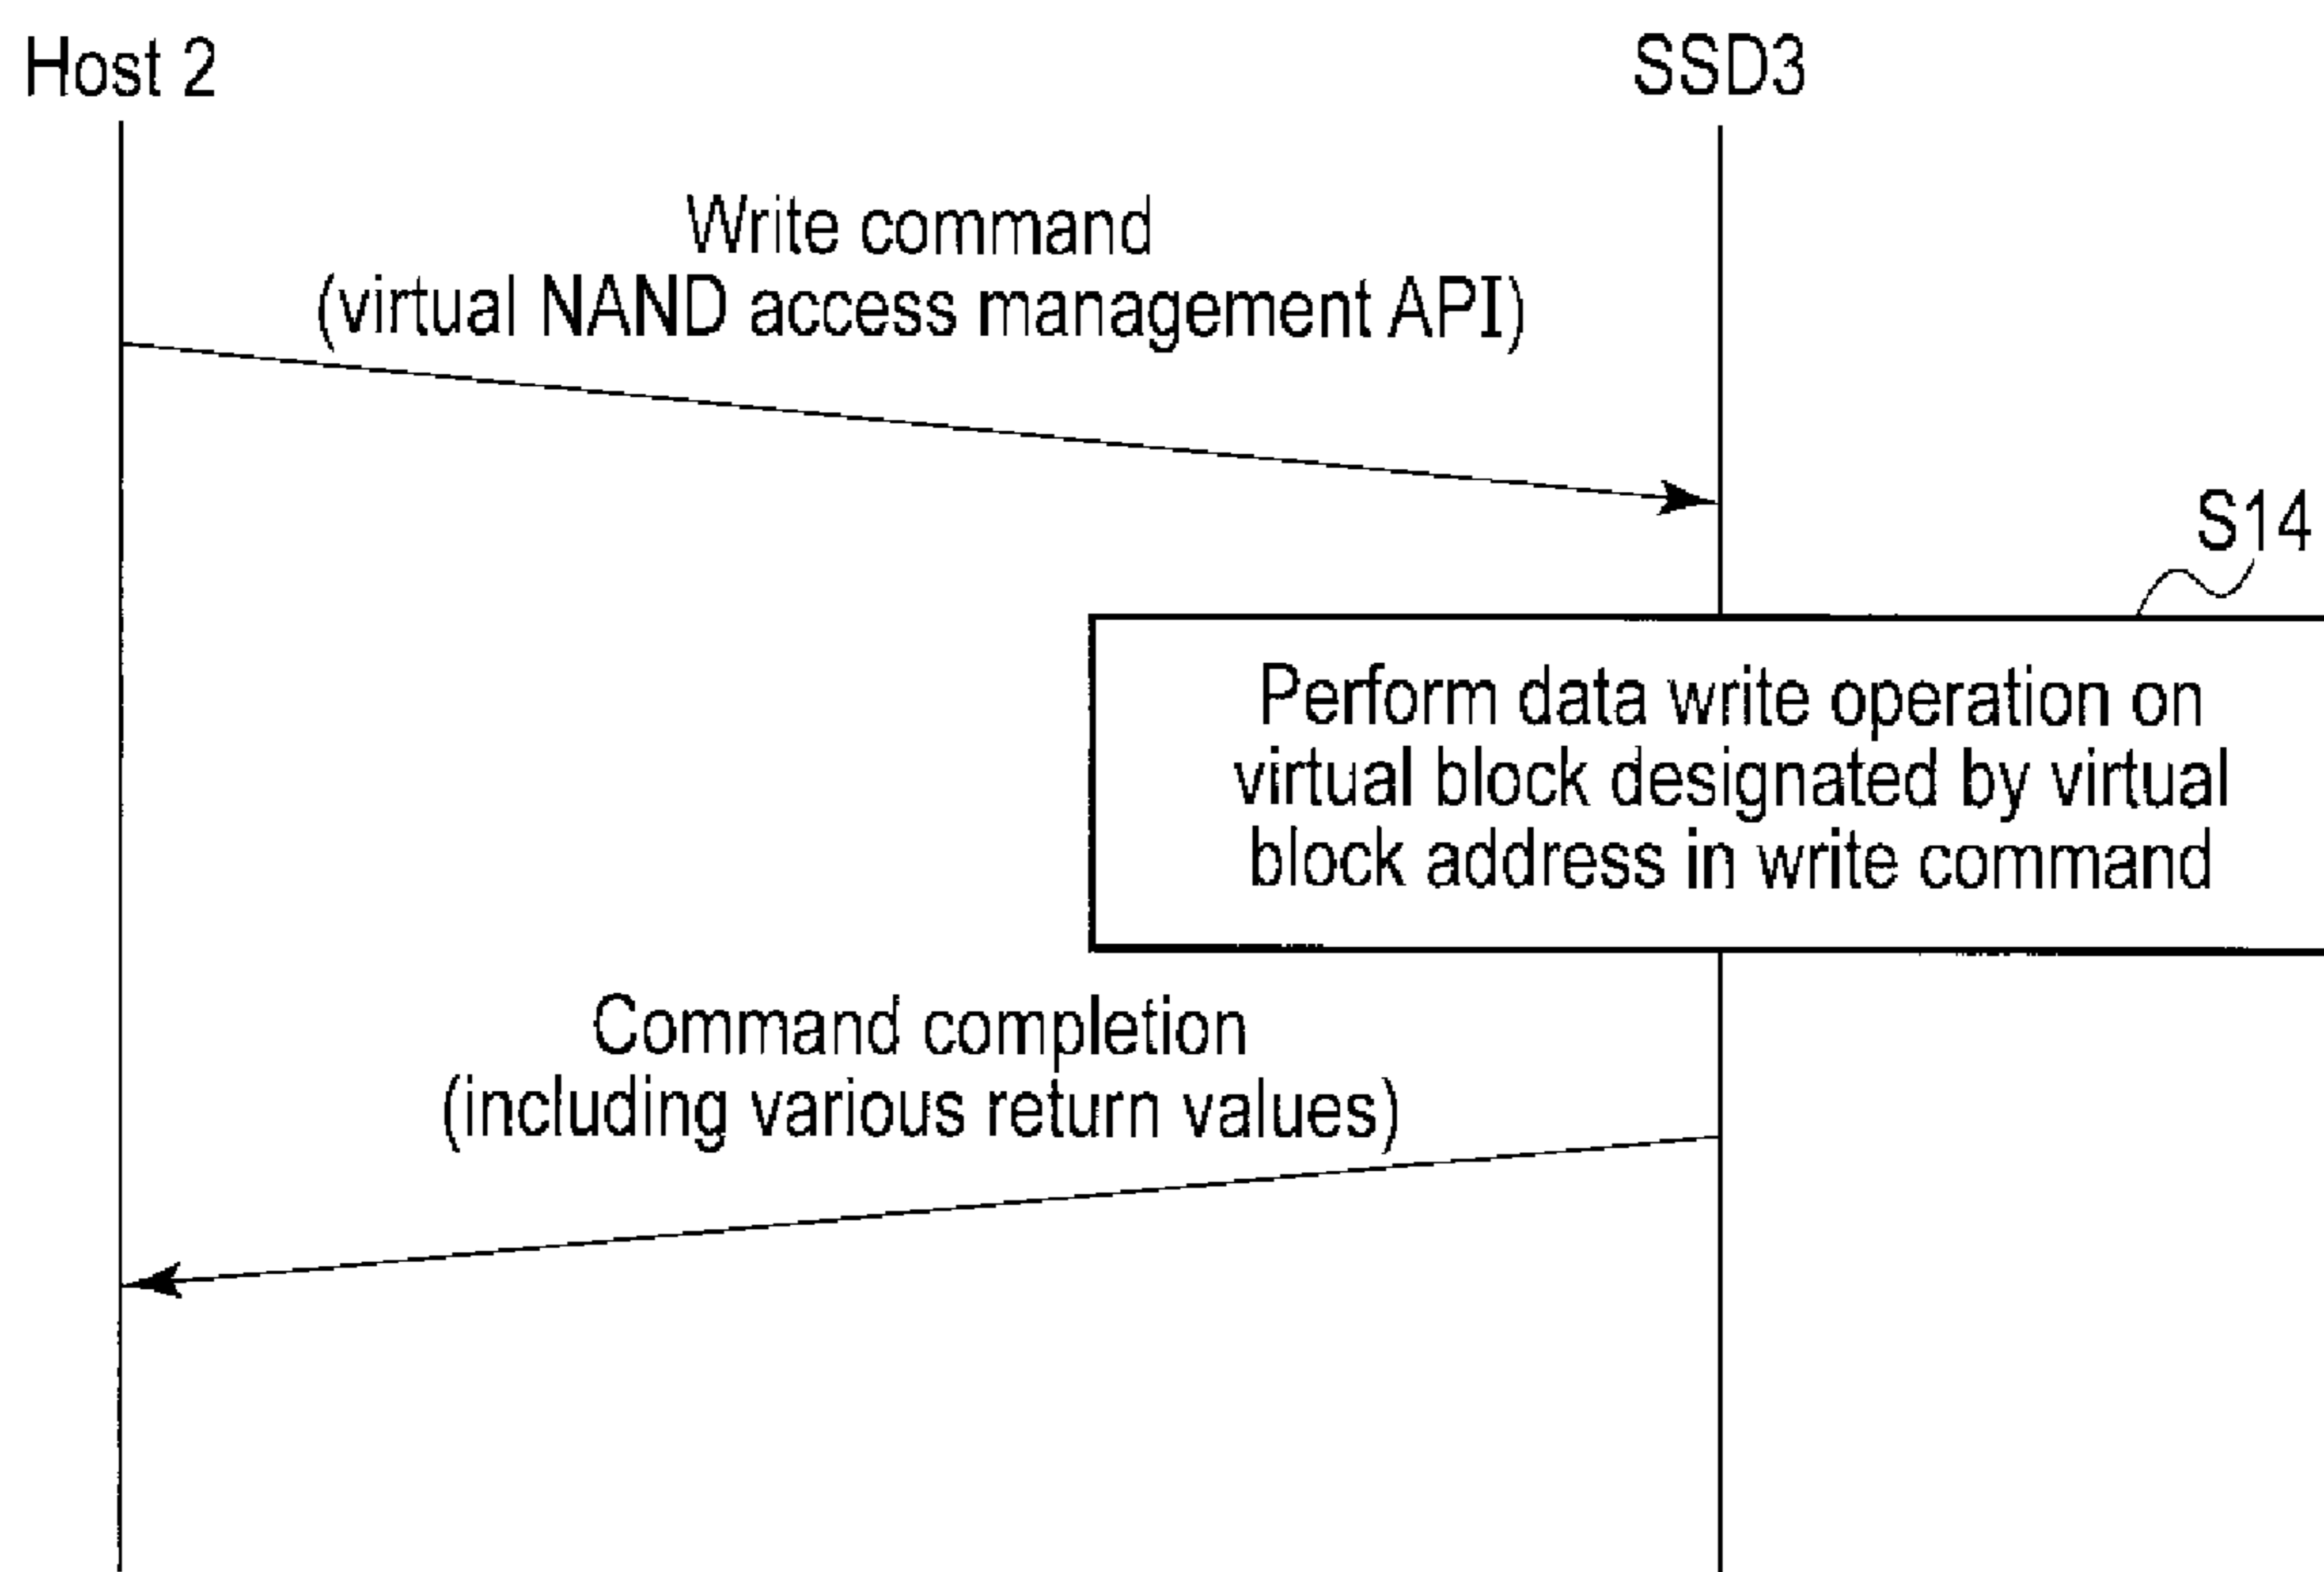 Host 2
SSD3
Write command
(virtual NAND access management API)
S14
Perform data write operation on
virtual block designated by virtual
block address in write command
Command completion
(including various return values)